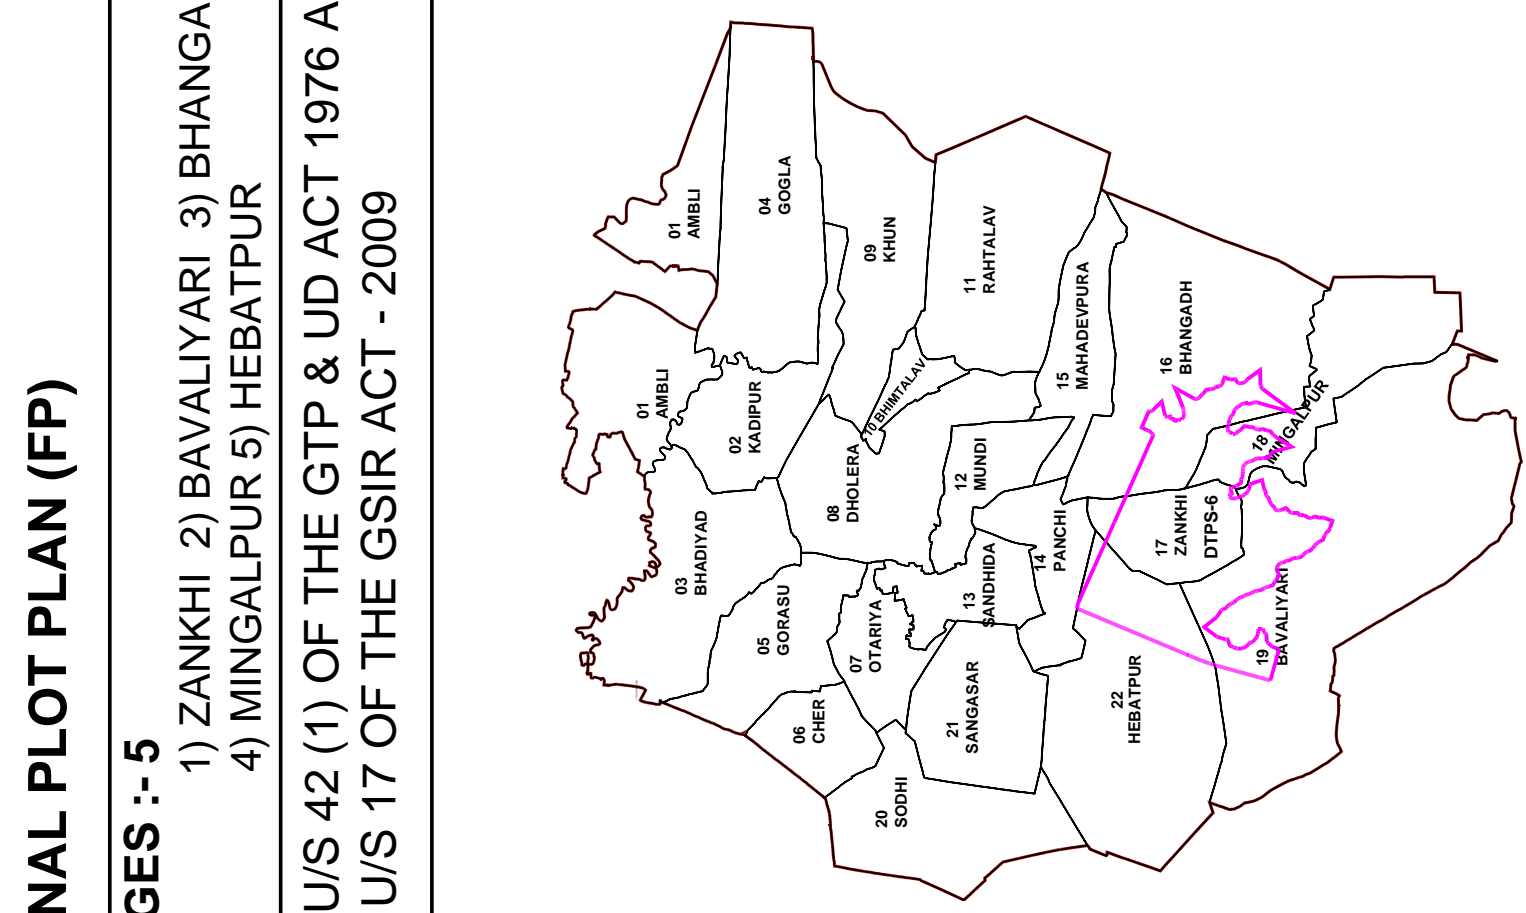 NAL PLOT PLAN (FP)
GES :- 5
1) ZANKHI 2) BAVALIYARI 3) BHANGA
4) MINGALPUR 5) HEBATPUR
U/S 42 (1) OF THE GTP & UD ACT 1976 A
U/S 17 OF THE GSIR ACT - 2009
01
AMBLI
01
AMBLI
02
KADIPUR
03
BHADIYAD
04
GOGLA
05
GORASU
06
CHER
07
OTARIYA
08
DHOLERA
09
KHUN
10 BHIMTALAV
11
RAHTALAV
12
MUNDI
13
SANDHIDA
14
PANCHI
15
MAHADEVPURA
16
BHANGADH
17
ZANKHI
DTPS-6
18
MINGALPUR
19
BAVALIYARI
20
SODHI
21
SANGASAR
22
HEBATPUR